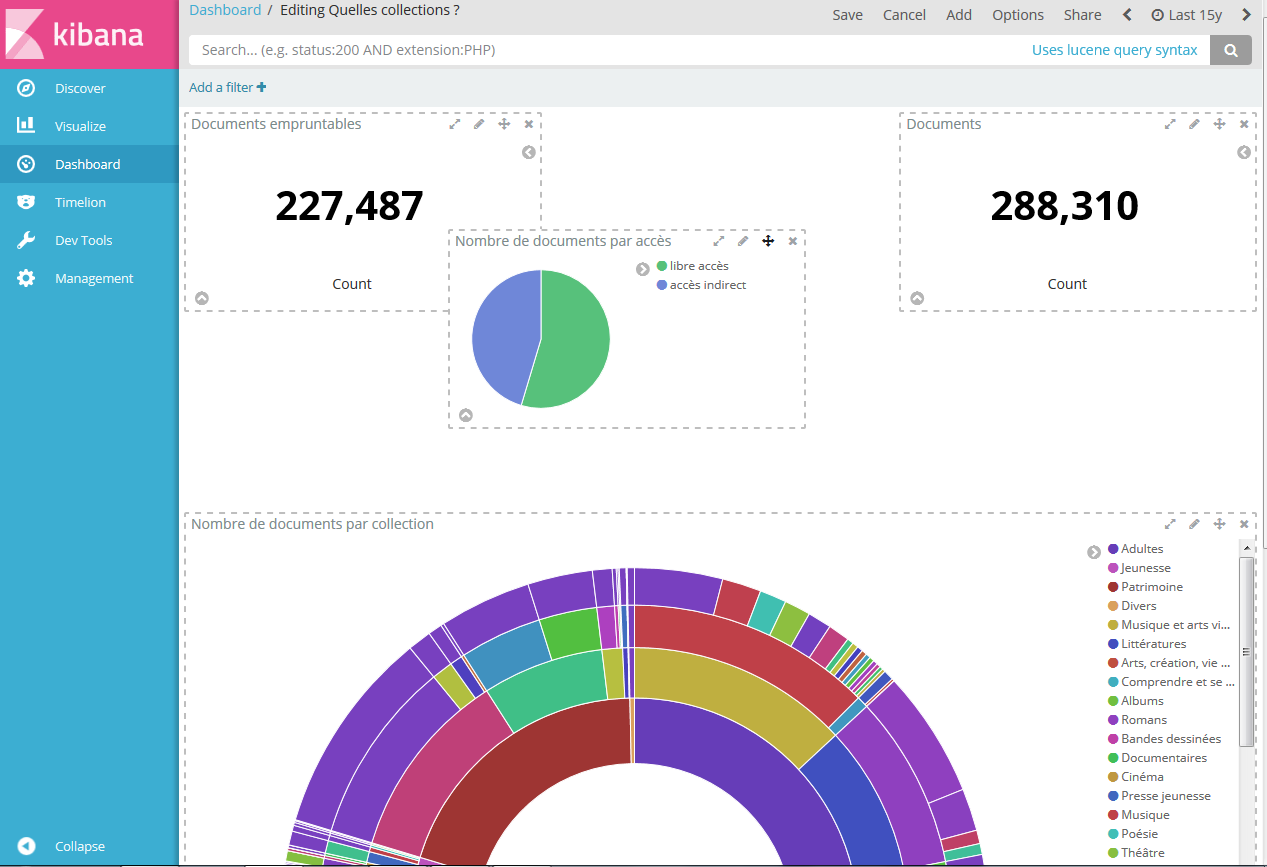 kibana
Discover
Visualize
Dashboard
Timelion
Dev Tools
Management
Collapse
Dashboard / Editing Quelles collections ?
Save Cancel Add Options Share Last 15y
Search... (e.g. status:200 AND extension:PHP) Uses lucene query syntax
Add a filter
Documents empruntables
227,487
Count
Documents
288,310
Count
Nombre de documents par accès
libre accès
accès indirect
Nombre de documents par collection
Adultes
Jeunesse
Patrimoine
Divers
Musique et arts vi...
Littératures
Arts, création, vie ...
Comprendre et se ...
Albums
Romans
Bandes dessinées
Documentaires
Cinéma
Presse jeunesse
Musique
Poésie
Théâtre